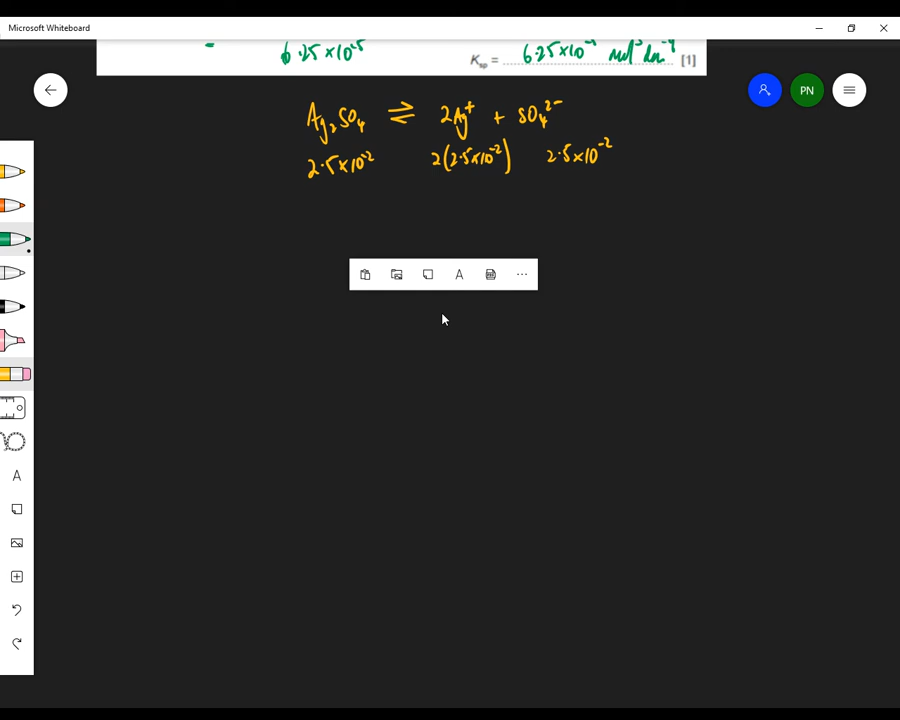 Microsoft Whiteboard
= 6.25×10⁻⁵
Ksp = 6.25×10⁻⁵ mol³ dm⁻⁹ [1]
PN
Ag₂SO₄ ⇌ 2Ag⁺ + SO₄²⁻
2.5×10⁻² 2(2.5×10⁻²) 2.5×10⁻²